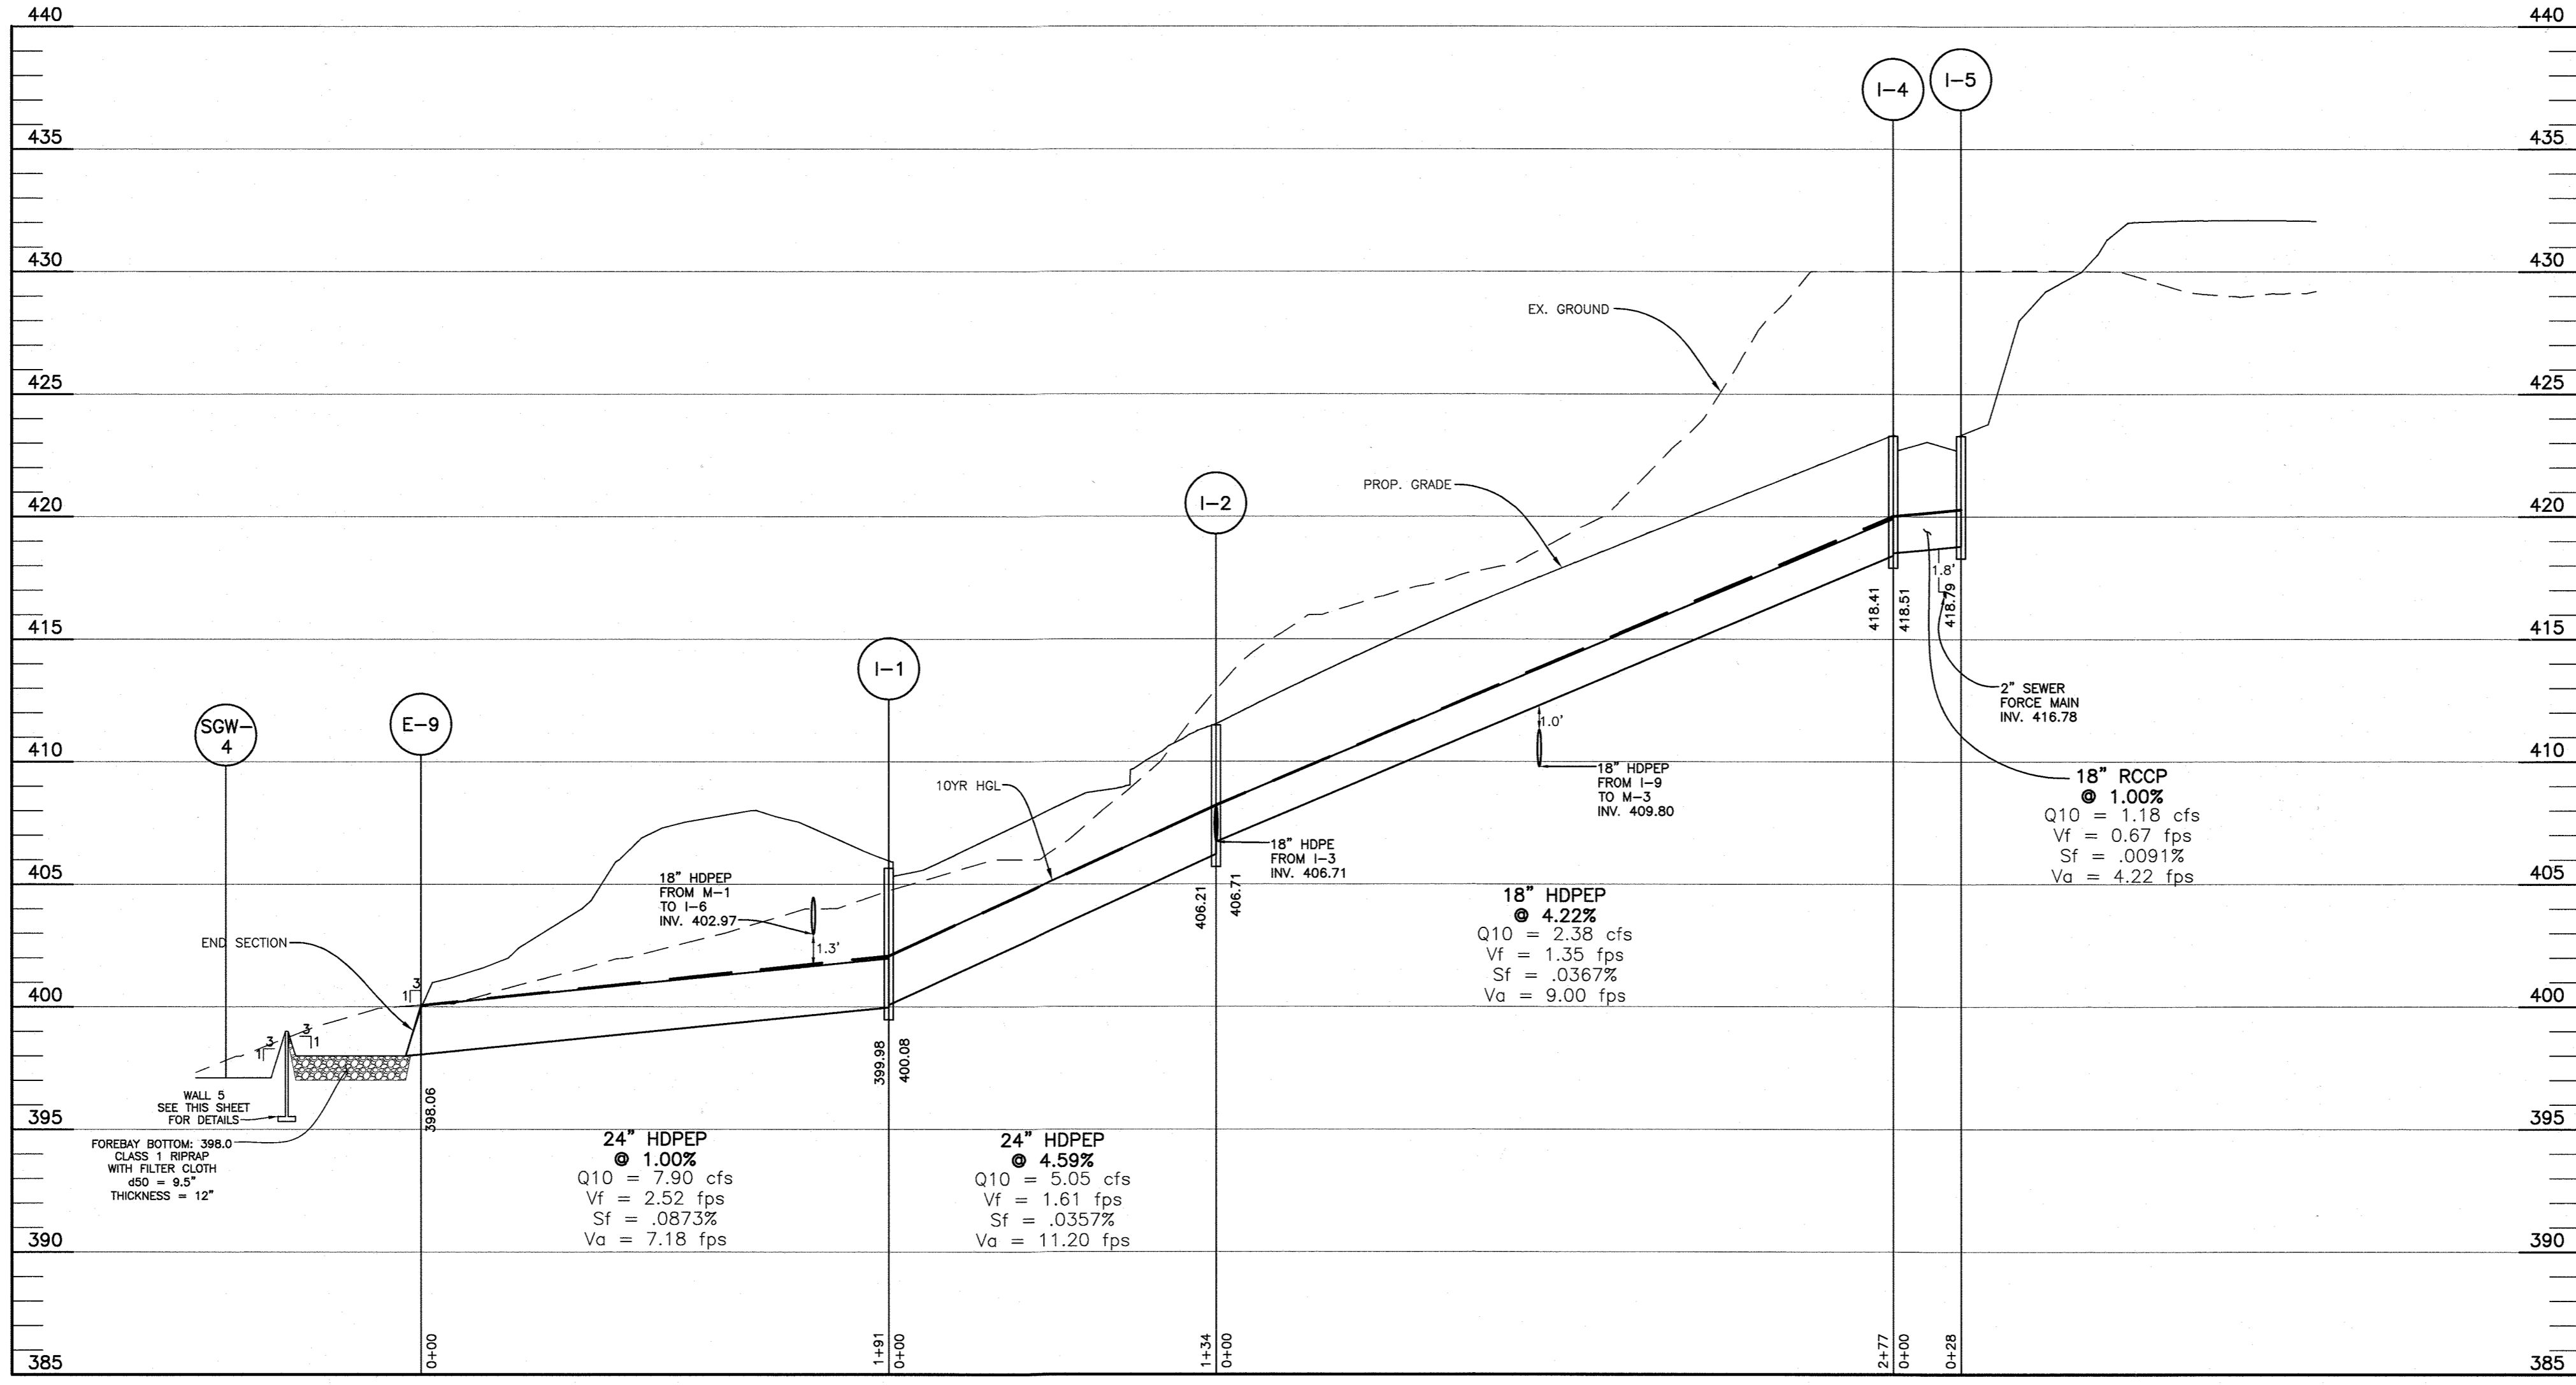 440
440
435
435
430
430
425
425
420
420
415
415
410
410
405
405
400
400
395
395
390
390
385
385
I-4
I-5
I-2
I-1
E-9
SGW-
4
EX. GROUND
PROP. GRADE
10YR HGL
END SECTION
18" HDPEP
FROM M-1
TO I-6
INV. 402.97
1.3'
18" HDPE
FROM I-3
INV. 406.71
1.0'
18" HDPEP
FROM I-9
TO M-3
INV. 409.80
1.8'
2" SEWER
FORCE MAIN
INV. 416.78
3
1
3
1
3
1
WALL 5
SEE THIS SHEET
FOR DETAILS
FOREBAY BOTTOM: 398.0
CLASS 1 RIPRAP
WITH FILTER CLOTH
d50 = 9.5"
THICKNESS = 12"
398.06
399.98
400.08
406.21
406.71
418.41
418.51
418.79
24" HDPEP
@ 1.00%
Q10 = 7.90 cfs
Vf = 2.52 fps
Sf = .0873%
Va = 7.18 fps
24" HDPEP
@ 4.59%
Q10 = 5.05 cfs
Vf = 1.61 fps
Sf = .0357%
Va = 11.20 fps
18" HDPEP
@ 4.22%
Q10 = 2.38 cfs
Vf = 1.35 fps
Sf = .0367%
Va = 9.00 fps
18" RCCP
@ 1.00%
Q10 = 1.18 cfs
Vf = 0.67 fps
Sf = .0091%
Va = 4.22 fps
0+00
1+91
0+00
1+34
0+00
2+77
0+00
0+28